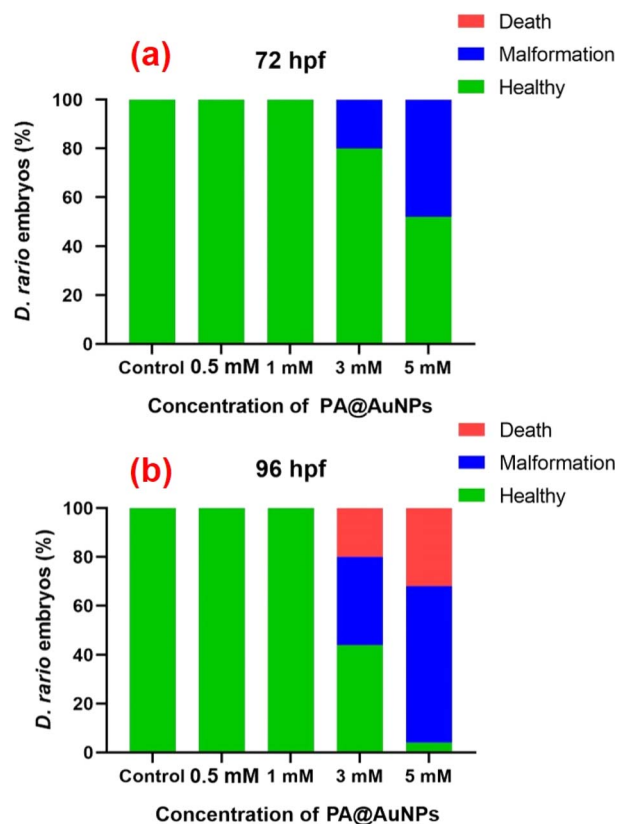 (a)
72 hpf
Death
Malformation
Healthy
D. rario embryos (%)
100
80
60
40
20
0
Control 0.5 mM 1 mM 3 mM 5 mM
Concentration of PA@AuNPs
(b)
96 hpf
Death
Malformation
Healthy
D. rario embryos (%)
100
80
60
40
20
0
Control 0.5 mM 1 mM 3 mM 5 mM
Concentration of PA@AuNPs